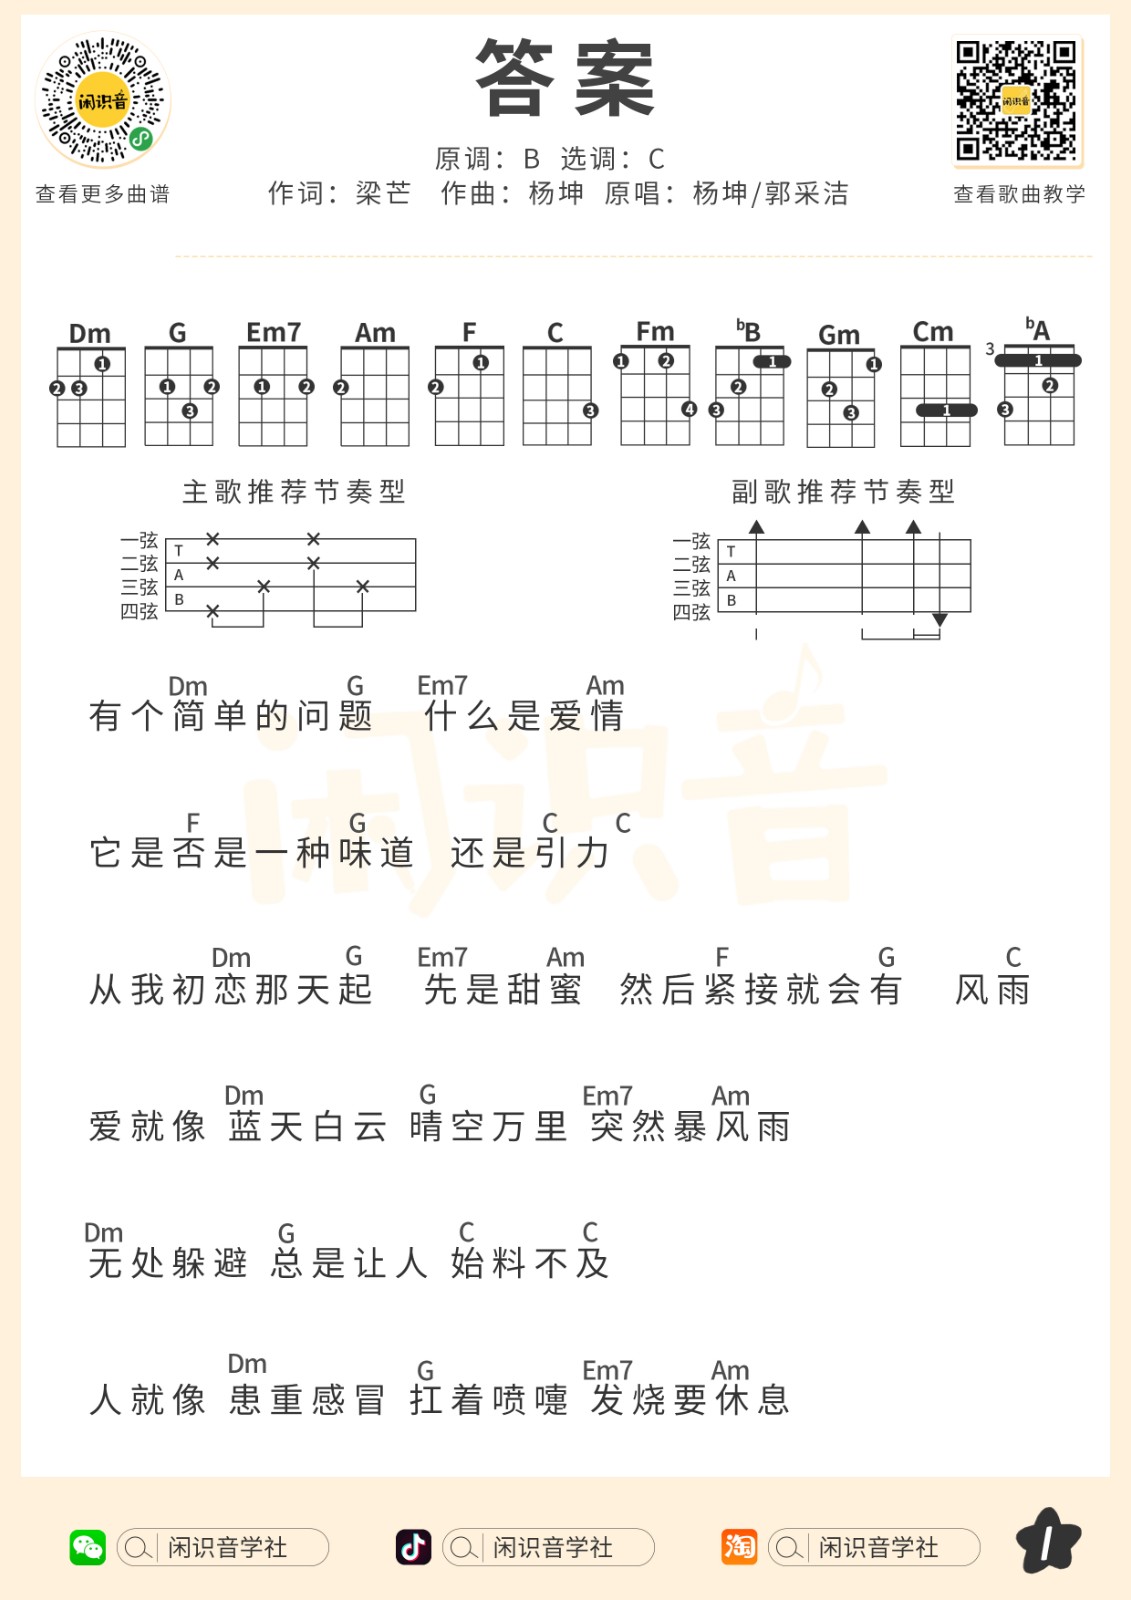 闲识音
答案
闲识音
原调：B 选调：C
查看更多曲谱
作词：梁芒 作曲：杨坤 原唱：杨坤/郭采洁
查看歌曲教学
Dm G Em7 Am F C Fm bB Gm Cm bA
3
1 2 3
1 2 3
1 2
2
1 2
3
1 2 4
1 2 3
1 2 3
1
1 2 3
主歌推荐节奏型 副歌推荐节奏型
一弦 T 一弦 T
二弦 A 二弦 A
三弦 B 三弦 B
四弦 四弦
Dm G Em7 Am
有个简单的问题 什么是爱情
闲识音
F G C C
它是否是一种味道 还是引力
Dm G Em7 Am F G C
从我初恋那天起 先是甜蜜 然后紧接就会有 风雨
Dm G Em7 Am
爱就像 蓝天白云 晴空万里 突然暴风雨
Dm G C C
无处躲避 总是让人 始料不及
Dm G Em7 Am
人就像 患重感冒 扛着喷嚏 发烧要休息
闲识音学社 闲识音学社 淘 闲识音学社 1